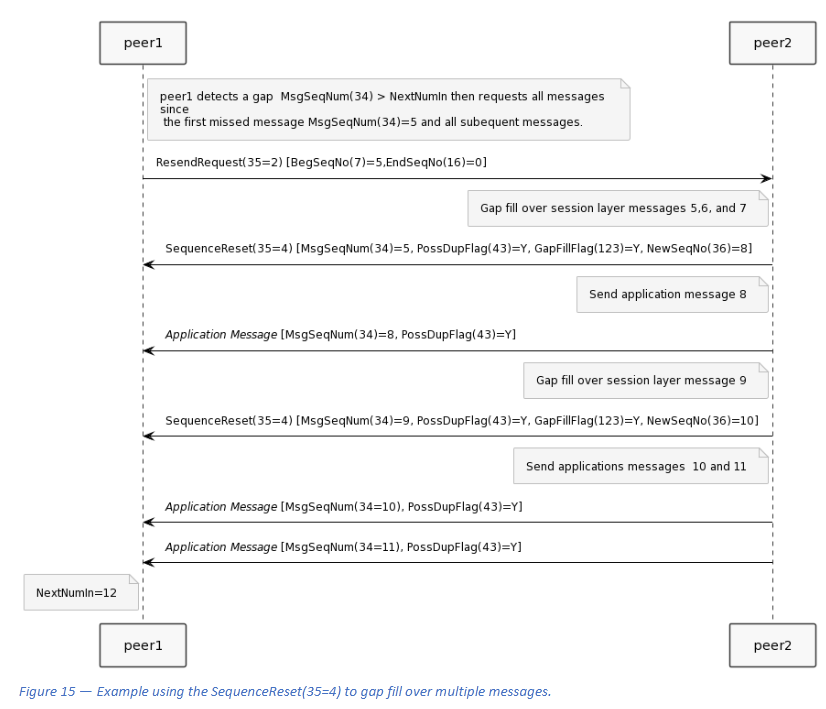 peer1
peer2
peer1 detects a gap  MsgSeqNum(34) > NextNumIn then requests all messages
since
the first missed message MsgSeqNum(34)=5 and all subequent messages.
ResendRequest(35=2) [BegSeqNo(7)=5,EndSeqNo(16)=0]
Gap fill over session layer messages 5,6, and 7
SequenceReset(35=4) [MsgSeqNum(34)=5, PossDupFlag(43)=Y, GapFillFlag(123)=Y, NewSeqNo(36)=8]
Send application message 8
Application Message [MsgSeqNum(34)=8, PossDupFlag(43)=Y]
Gap fill over session layer message 9
SequenceReset(35=4) [MsgSeqNum(34)=9, PossDupFlag(43)=Y, GapFillFlag(123)=Y, NewSeqNo(36)=10]
Send applications messages  10 and 11
Application Message [MsgSeqNum(34=10), PossDupFlag(43)=Y]
Application Message [MsgSeqNum(34=11), PossDupFlag(43)=Y]
NextNumIn=12
peer1
peer2
Figure 15 — Example using the SequenceReset(35=4) to gap fill over multiple messages.